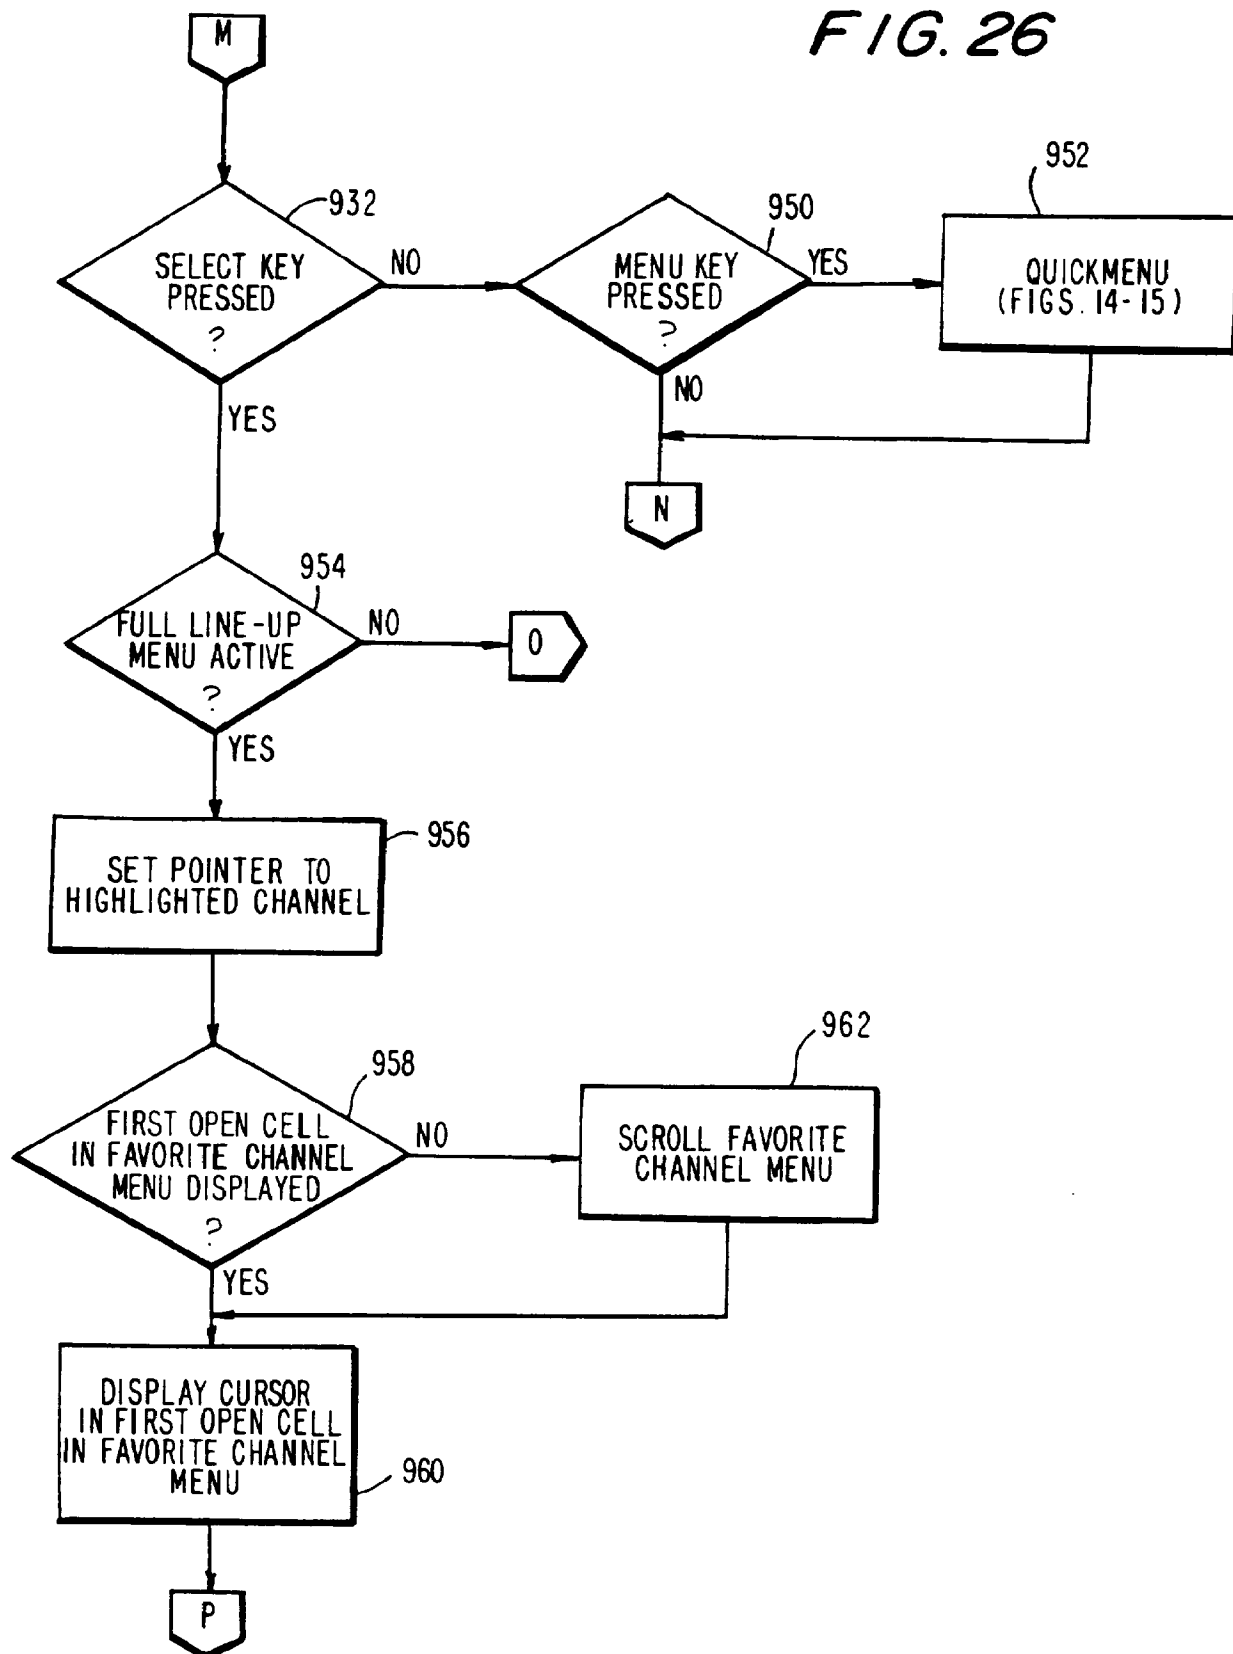 FIG. 26
M
932
SELECT KEY
PRESSED
?
NO
YES
950
MENU KEY
PRESSED
?
YES
NO
952
QUICKMENU
(FIGS. 14-15)
N
954
FULL LINE-UP
MENU ACTIVE
?
NO
YES
O
956
SET POINTER TO
HIGHLIGHTED CHANNEL
958
FIRST OPEN CELL
IN FAVORITE CHANNEL
MENU DISPLAYED
?
NO
YES
962
SCROLL FAVORITE
CHANNEL MENU
DISPLAY CURSOR
IN FIRST OPEN CELL
IN FAVORITE CHANNEL
MENU
960
P